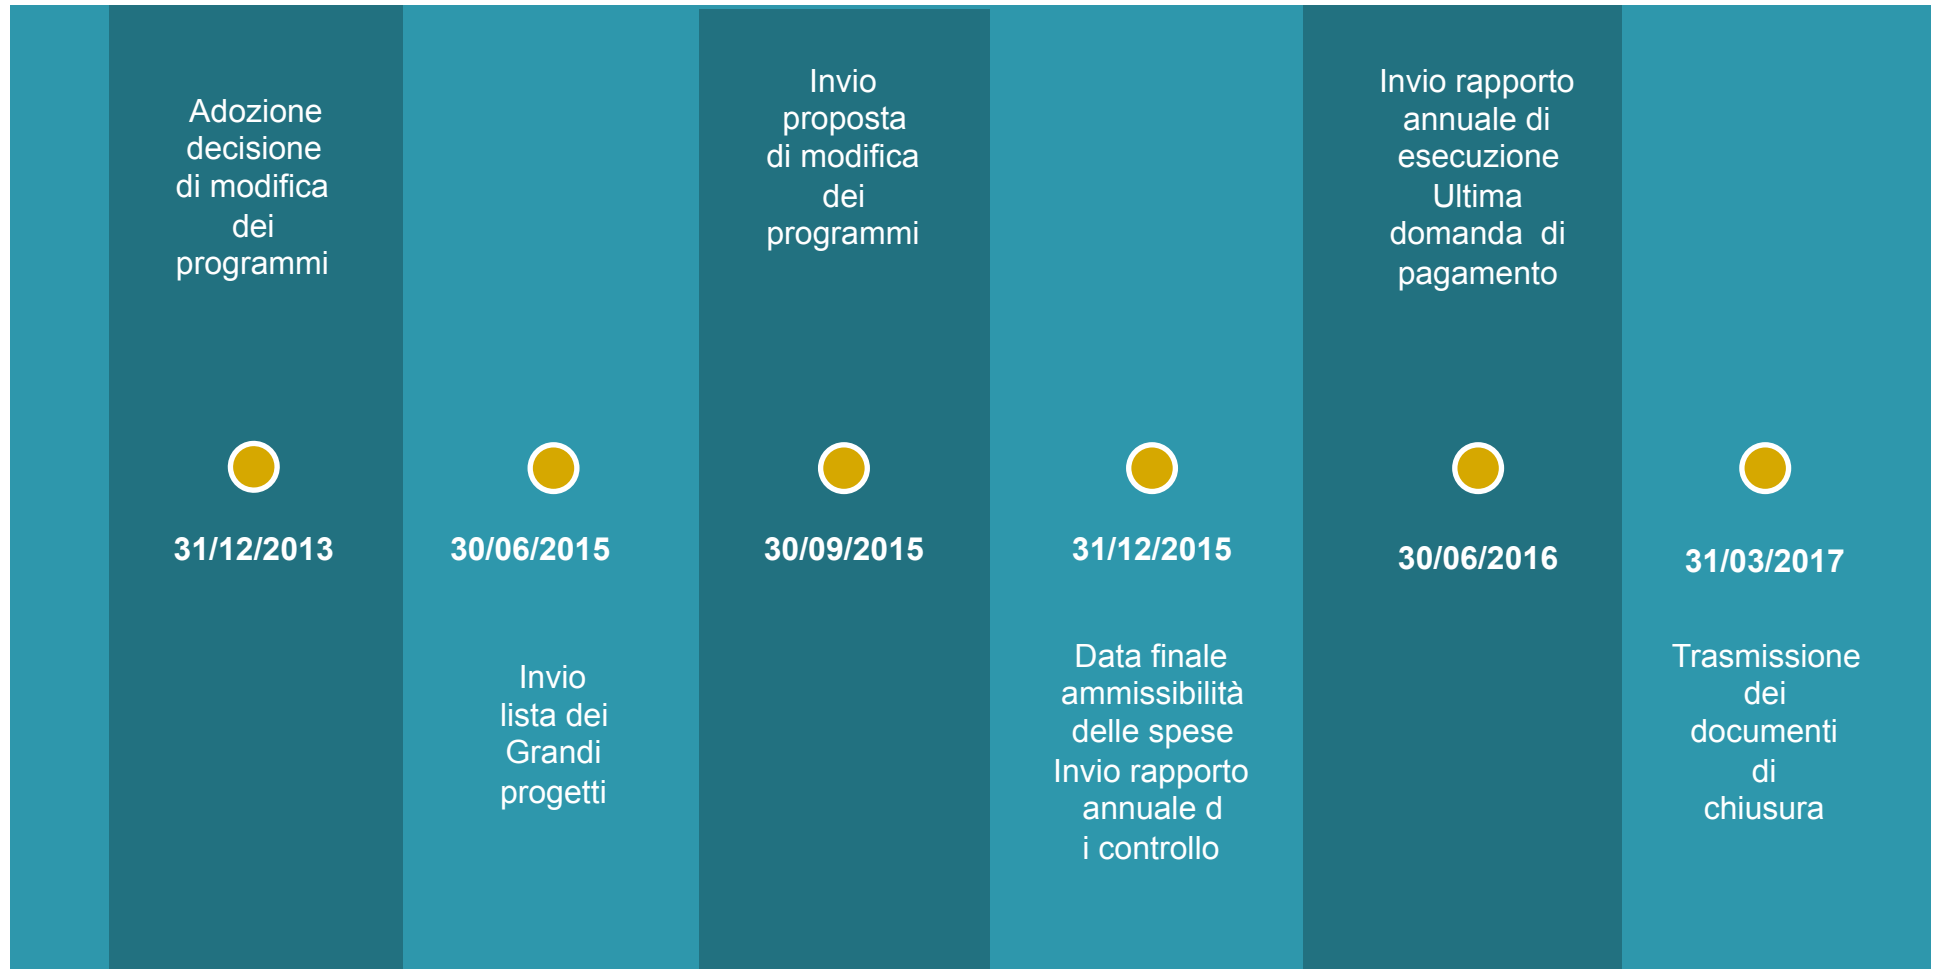 Adozione
decisione
di modifica
dei
programmi
31/12/2013
30/06/2015
Invio
lista dei
Grandi
progetti
Invio
proposta
di modifica
dei
programmi
30/09/2015
31/12/2015
Data finale
ammissibilità
delle spese
Invio rapporto
annuale d
i controllo
Invio rapporto
annuale di
esecuzione
Ultima
domanda  di
pagamento
30/06/2016
31/03/2017
Trasmissione
dei
documenti
di
chiusura